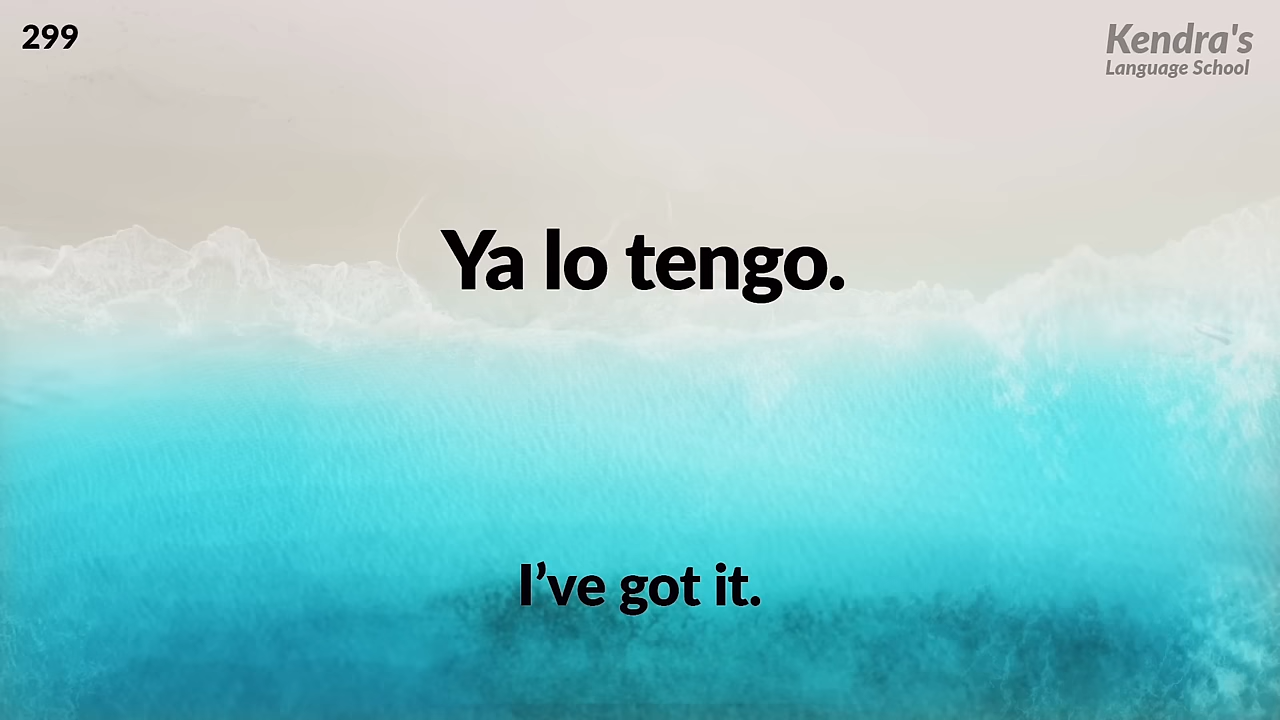 299
Kendra's
Language School
Ya lo tengo.
I’ve got it.